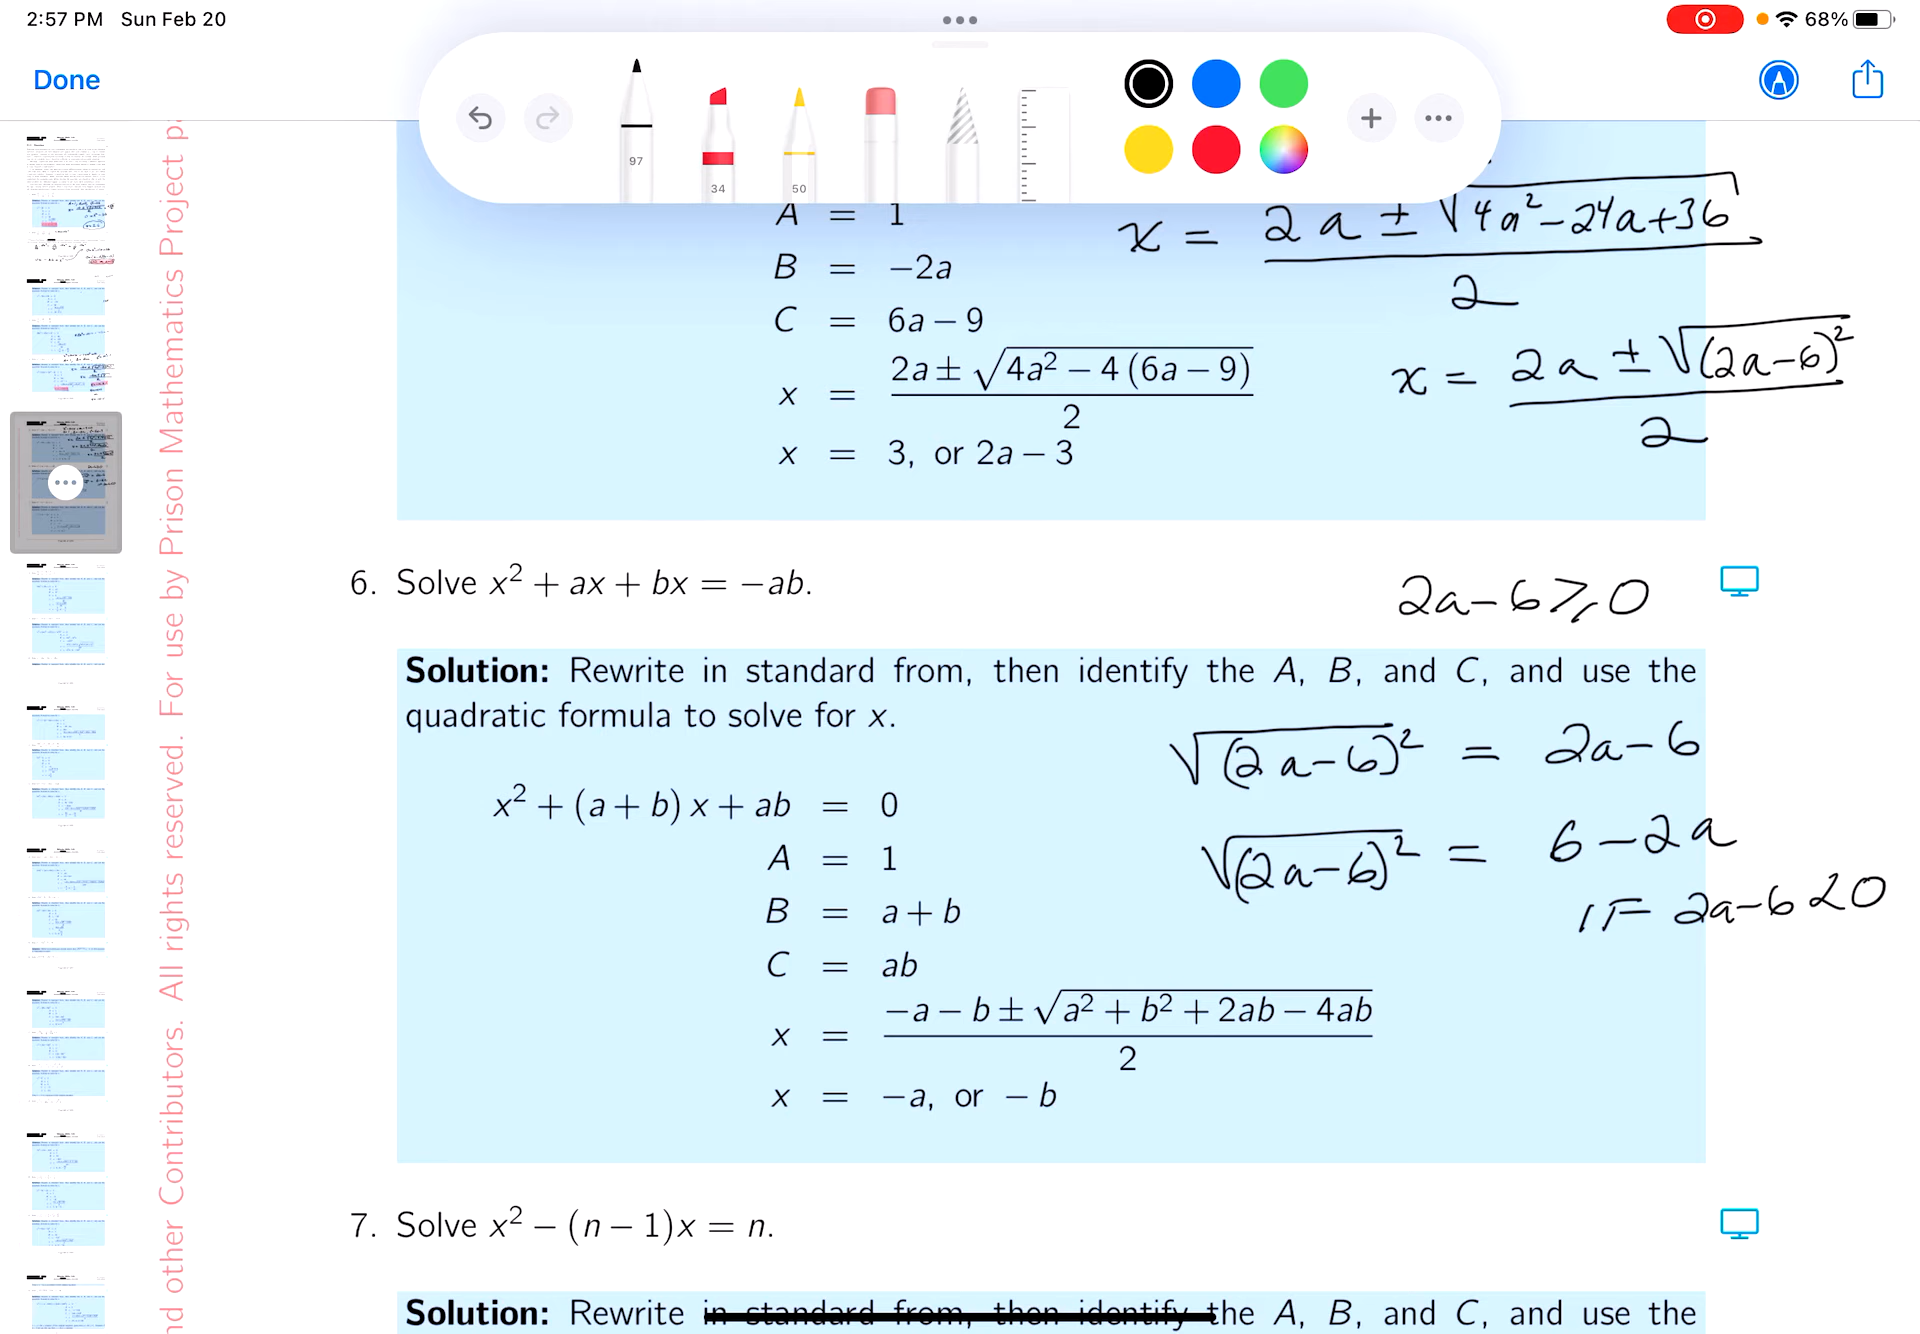 2:57 PM Sun Feb 20
68%
Done
97
34
50
A = 1
B = −2a
C = 6a − 9
x = 2a ± √4a² − 4 (6a − 9) / 2
x = 3, or 2a − 3
x = 2a ± √4a²−24a+36 / 2
x = 2a ± √(2a−6)² / 2
6. Solve x² + ax + bx = −ab.
2a−6⩾0
Solution: Rewrite in standard from, then identify the A, B, and C, and use the
quadratic formula to solve for x.
x² + (a + b) x + ab = 0
A = 1
B = a + b
C = ab
x = −a − b ± √a² + b² + 2ab − 4ab / 2
x = −a, or − b
√(2a−6)² = 2a−6
√(2a−6)² = 6−2a
IF 2a−6<0
7. Solve x² − (n − 1)x = n.
Solution: Rewrite in standard from, then identify the A, B, and C, and use the
nd other Contributors. All rights reserved. For use by Prison Mathematics Project p